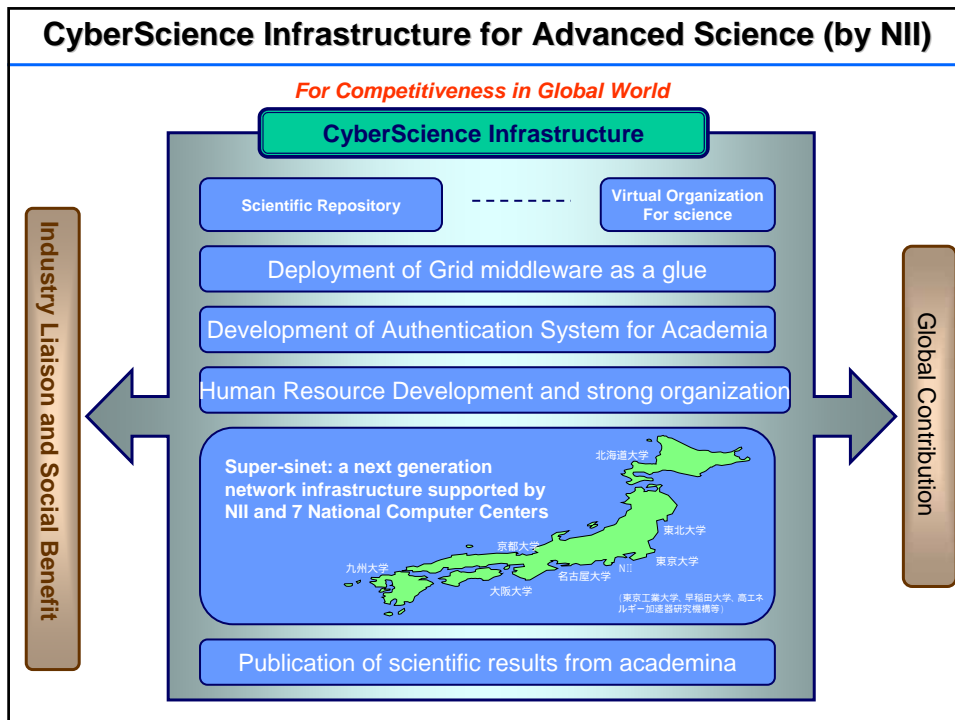 CyberScience Infrastructure for Advanced Science (by NII)
For Competitiveness in Global World
CyberScience Infrastructure
Scientific Repository
Virtual Organization
For science
Deployment of Grid middleware as a glue
Development of Authentication System for Academia
Human Resource Development and strong organization
Industry Liaison and Social Benefit
Global Contribution
Super-sinet: a next generation
network infrastructure supported by
NII and 7 National Computer Centers
北海道大学
東北大学
京都大学
東京大学
NII
九州大学
名古屋大学
大阪大学
(東京工業大学、早稲田大学、高エネ
ルギー加速器研究機構等)
Publication of scientific results from academina